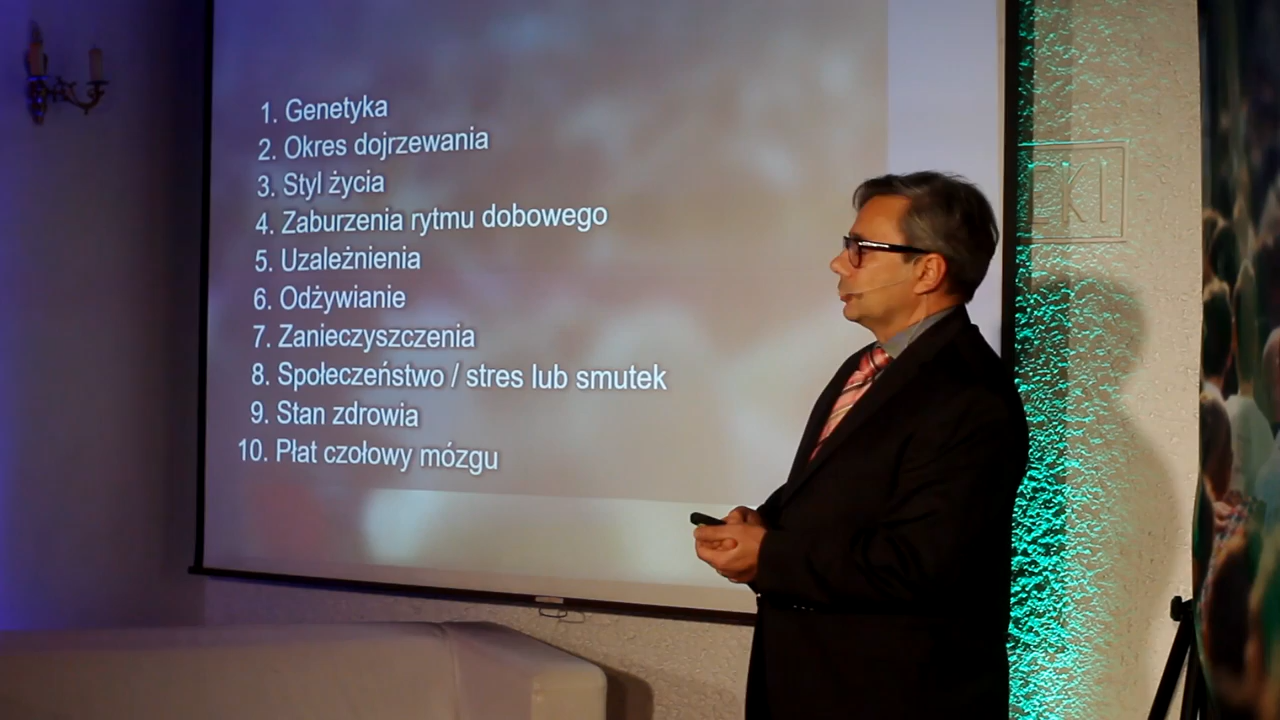 1. Genetyka
2. Okres dojrzewania
3. Styl życia
4. Zaburzenia rytmu dobowego
5. Uzależnienia
6. Odżywianie
7. Zanieczyszczenia
8. Społeczeństwo / stres lub smutek
9. Stan zdrowia
10. Płat czołowy mózgu